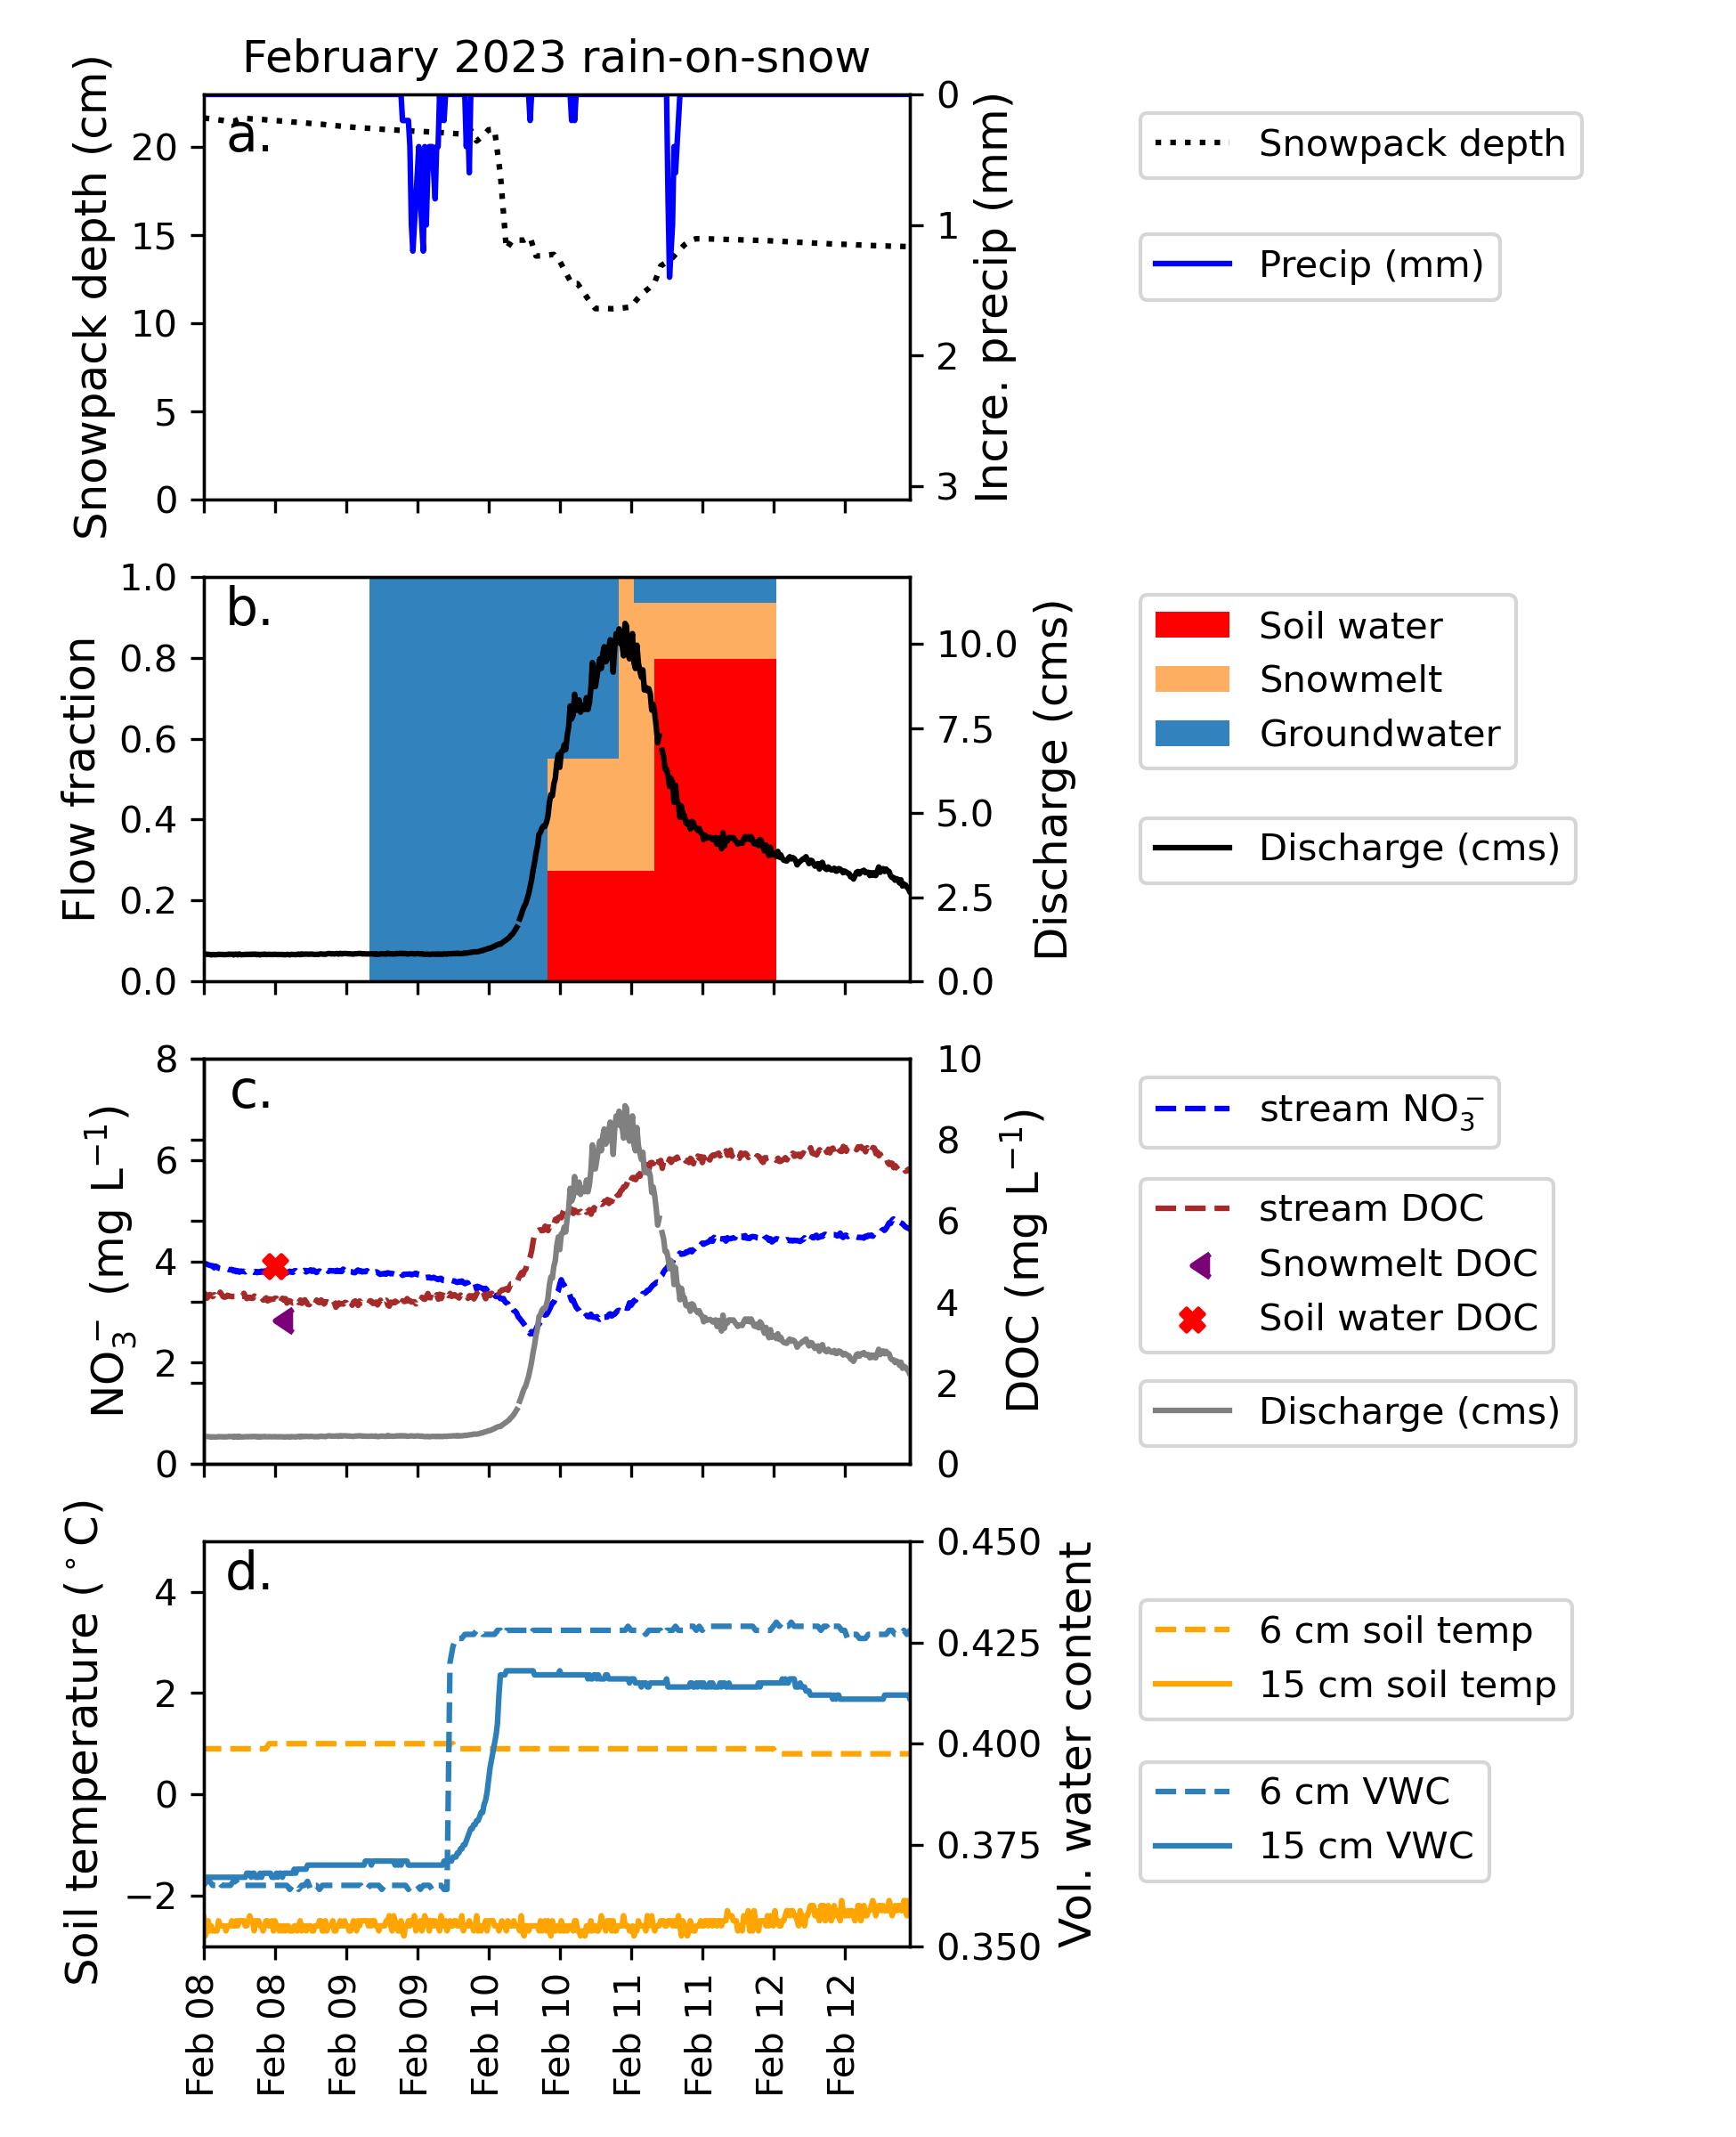 February 2023 rain-on-snow
a.
Snowpack depth (cm)
20
15
10
5
0
0
1
2
3
Incre. precip (mm)
Snowpack depth
Precip (mm)
b.
Flow fraction
1.0
0.8
0.6
0.4
0.2
0.0
10.0
7.5
5.0
2.5
0.0
Discharge (cms)
Soil water
Snowmelt
Groundwater
Discharge (cms)
c.
NO₃⁻ (mg L⁻¹)
8
6
4
2
0
10
8
6
4
2
0
DOC (mg L⁻¹)
stream NO₃⁻
stream DOC
Snowmelt DOC
Soil water DOC
Discharge (cms)
d.
Soil temperature (°C)
4
2
0
−2
0.450
0.425
0.400
0.375
0.350
Vol. water content
6 cm soil temp
15 cm soil temp
6 cm VWC
15 cm VWC
Feb 08
Feb 08
Feb 09
Feb 09
Feb 10
Feb 10
Feb 11
Feb 11
Feb 12
Feb 12